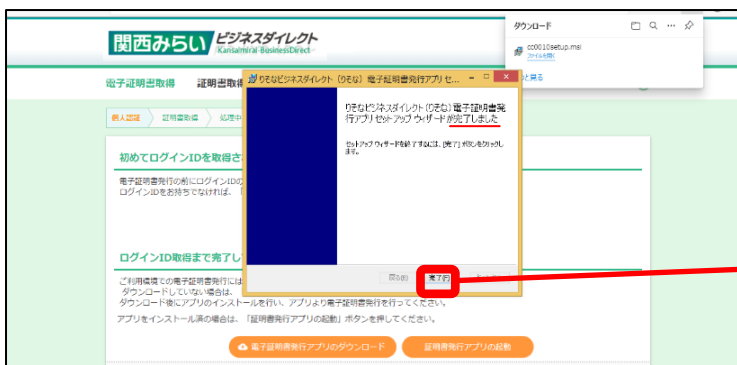 関西みらい ビジネスダイレクト
Kansaimirai BusinessDirect
ダウンロード
cc0010setup.msi
ファイルを開く
と見る
電子証明書取得 証明書取得
りそなビジネスダイレクト（りそな）電子証明書発行アプリ セ...
個人認証 証明書取得 処理中
りそなビジネスダイレクト（りそな）電子証明書発
行アプリ セットアップ ウィザードが完了しました
セットアップ ウィザードを終了するには、[完了] ボタンをクリックし
ます。
初めてログインIDを取得さ
電子証明書発行の前にログインIDの
ログインIDをお持ちでなければ、「
ログインID取得まで完了し
戻る(B) 完了(F)
ご利用環境での電子証明書発行には
ダウンロードしていない場合は、
ダウンロード後にアプリのインストールを行い、アプリより電子証明書発行を行ってください。
アプリをインストール済の場合は、「証明書発行アプリの起動」ボタンを押してください。
電子証明書発行アプリのダウンロード 証明書発行アプリの起動